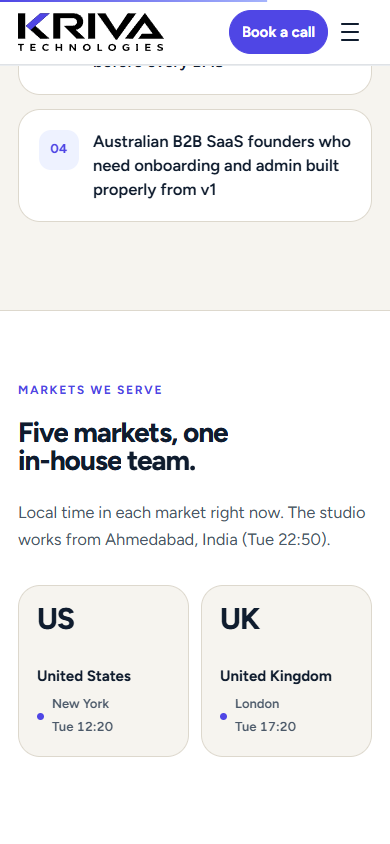 KRIVA
TECHNOLOGIES
Book a call
04
Australian B2B SaaS founders who
need onboarding and admin built
properly from v1
MARKETS WE SERVE
Five markets, one
in-house team.
Local time in each market right now. The studio
works from Ahmedabad, India (Tue 22:50).
US
United States
New York
Tue 12:20
UK
United Kingdom
London
Tue 17:20